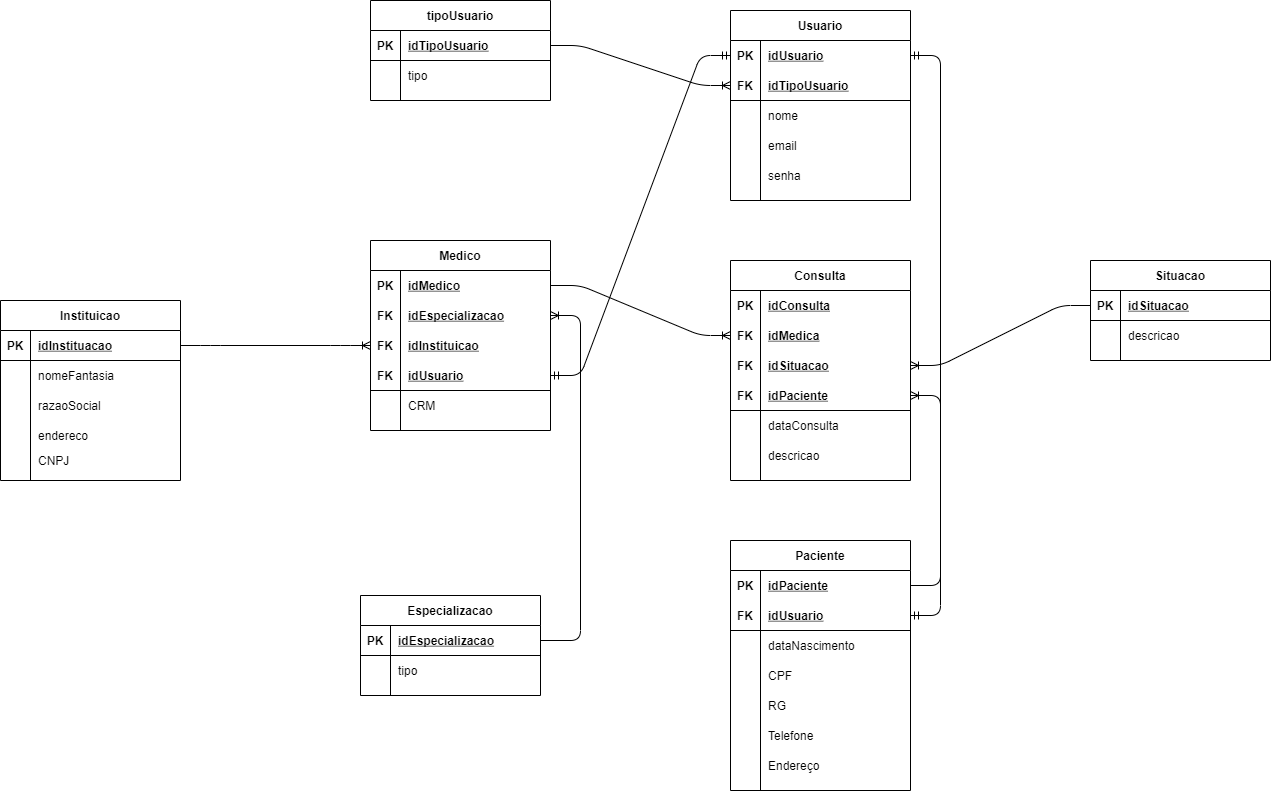 tipoUsuario
PK idTipoUsuario
tipo
Usuario
PK idUsuario
FK idTipoUsuario
nome
email
senha
Medico
PK idMedico
FK idEspecializacao
FK idInstituicao
FK idUsuario
CRM
Consulta
PK idConsulta
FK idMedica
FK idSituacao
FK idPaciente
dataConsulta
descricao
Situacao
PK idSituacao
descricao
Instituicao
PK idInstituacao
nomeFantasia
razaoSocial
endereco
CNPJ
Especializacao
PK idEspecializacao
tipo
Paciente
PK idPaciente
FK idUsuario
dataNascimento
CPF
RG
Telefone
Endereço